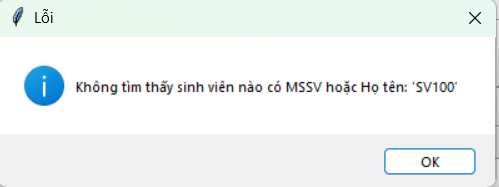 Lỗi
Không tìm thấy sinh viên nào có MSSV hoặc Họ tên: 'SV100'
OK